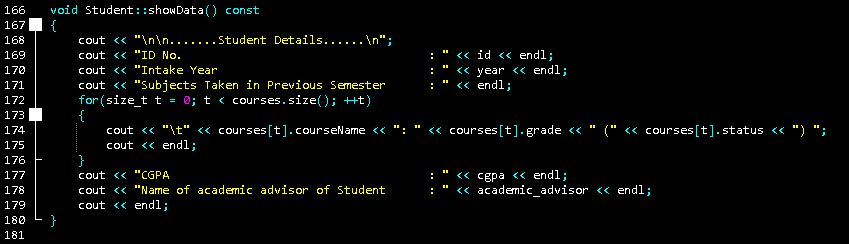 166 void Student::showData() const
167 {
168     cout << "\n\n.......Student Details......\n";
169     cout << "ID No.                                  : " << id << endl;
170     cout << "Intake Year                             : " << year << endl;
171     cout << "Subjects Taken in Previous Semester     : " << endl;
172     for(size_t t = 0; t < courses.size(); ++t)
173     {
174         cout << "\t" << courses[t].courseName << ": " << courses[t].grade << " (" << courses[t].status << ") ";
175         cout << endl;
176     }
177     cout << "CGPA                                    : " << cgpa << endl;
178     cout << "Name of academic advisor of Student     : " << academic_advisor << endl;
179     cout << endl;
180 }
181